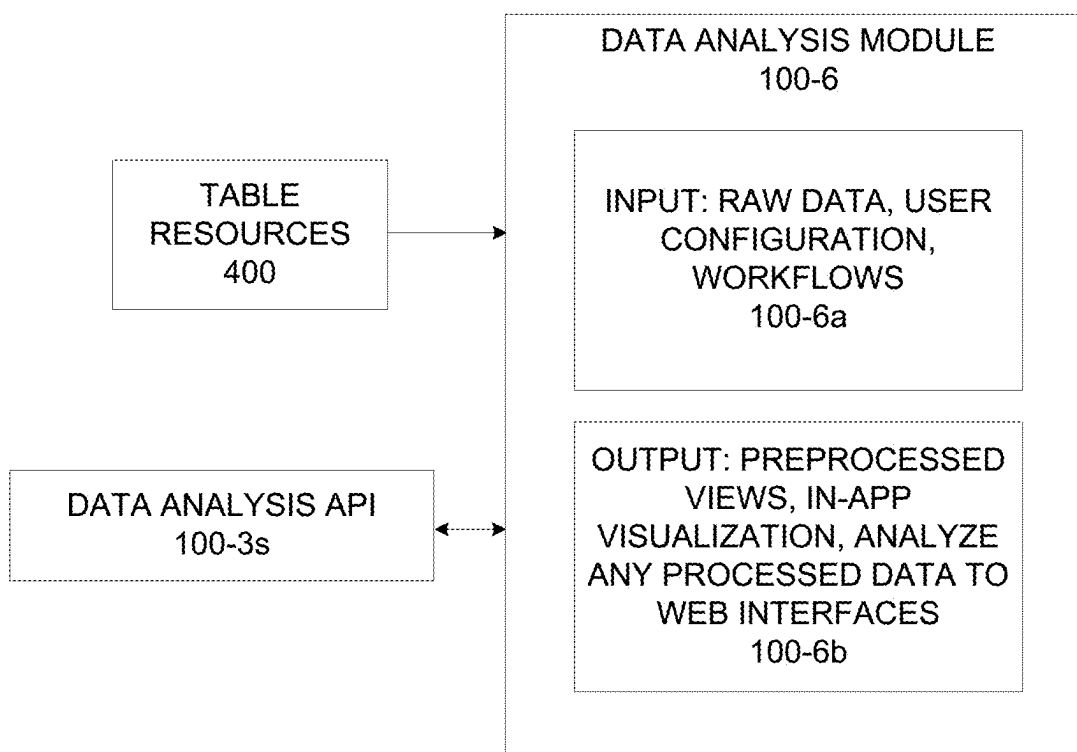 DATA ANALYSIS MODULE
100-6
TABLE
RESOURCES
400
INPUT: RAW DATA, USER
CONFIGURATION,
WORKFLOWS
100-6a
DATA ANALYSIS API
100-3s
OUTPUT: PREPROCESSED
VIEWS, IN-APP
VISUALIZATION, ANALYZE
ANY PROCESSED DATA TO
WEB INTERFACES
100-6b